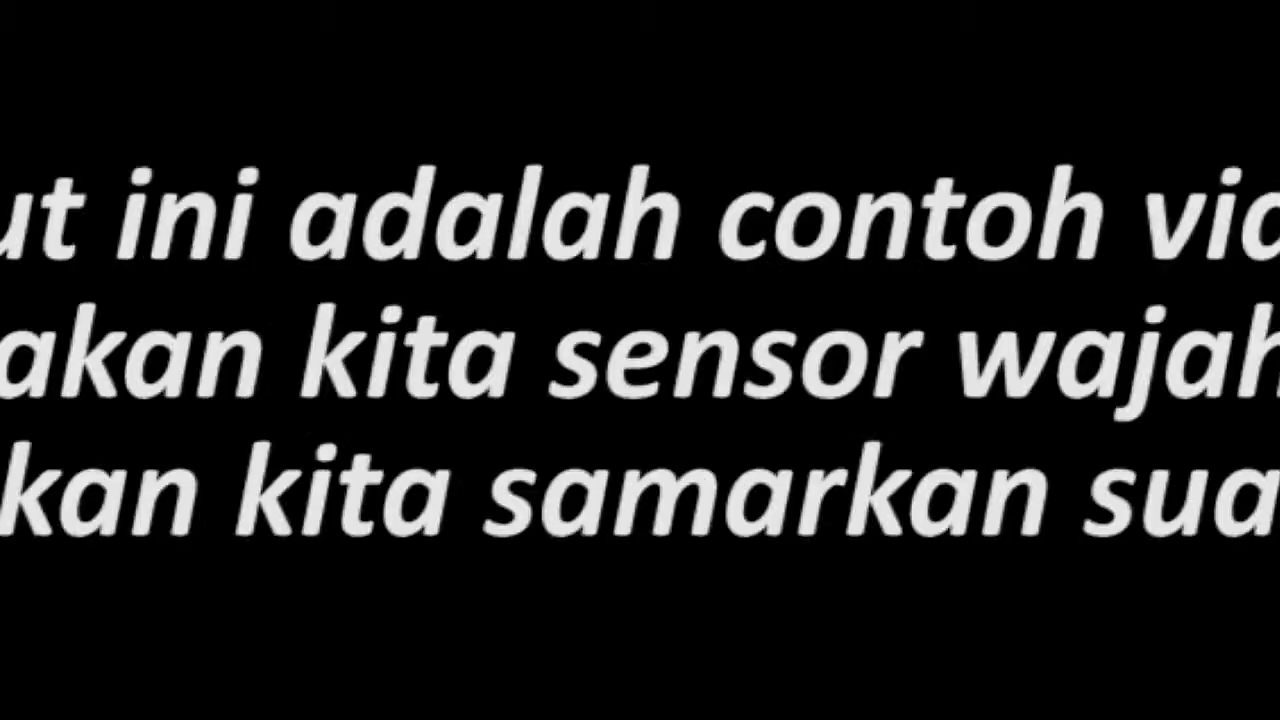 ut ini adalah contoh vid
akan kita sensor wajah
kan kita samarkan sua